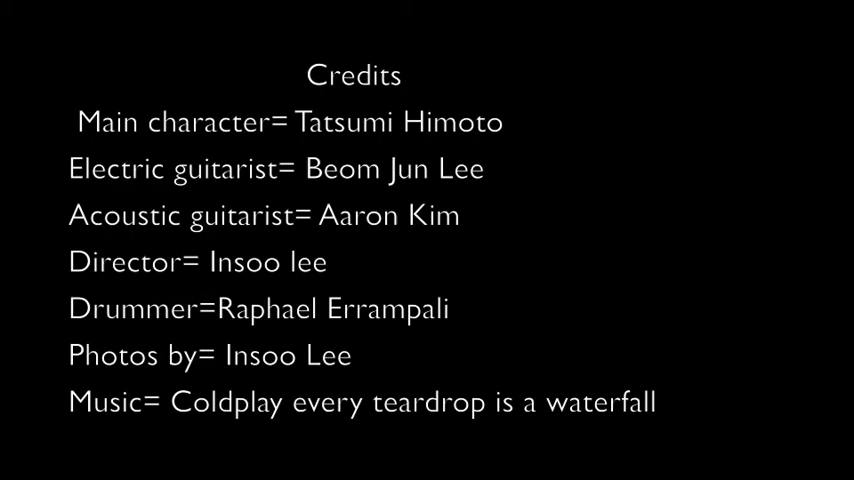 Credits
Main character= Tatsumi Himoto
Electric guitarist= Beom Jun Lee
Acoustic guitarist= Aaron Kim
Director= Insoo lee
Drummer=Raphael Errampali
Photos by= Insoo Lee
Music= Coldplay every teardrop is a waterfall